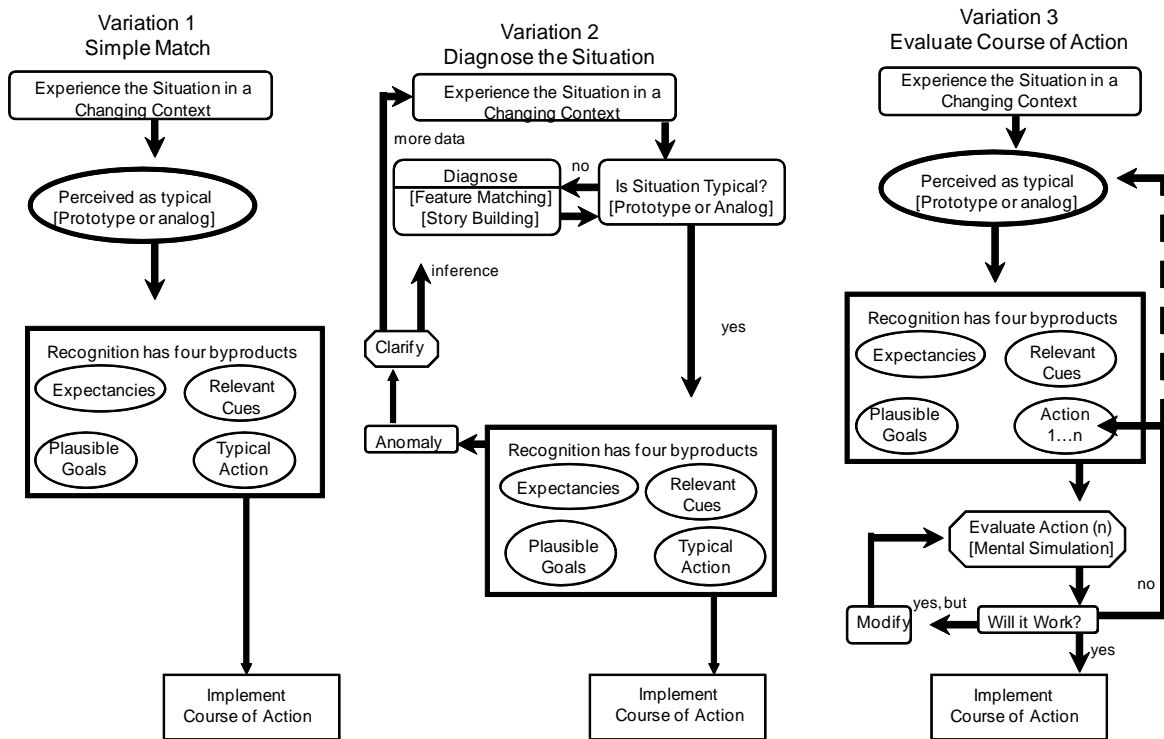 Variation 1
Simple Match
Experience the Situation in a
Changing Context
Perceived as typical
[Prototype or analog]
Recognition has four byproducts
Expectancies
Relevant
Cues
Plausible
Goals
Typical
Action
Implement
Course of Action
Variation 2
Diagnose the Situation
Experience the Situation in a
Changing Context
more data
Diagnose
[Feature Matching]
[Story Building]
no
Is Situation Typical?
[Prototype or Analog]
inference
yes
Clarify
Anomaly
Recognition has four byproducts
Expectancies
Relevant
Cues
Plausible
Goals
Typical
Action
Implement
Course of Action
Variation 3
Evaluate Course of Action
Experience the Situation in a
Changing Context
Perceived as typical
[Prototype or analog]
Recognition has four byproducts
Expectancies
Relevant
Cues
Plausible
Goals
Action
1...n
Evaluate Action (n)
[Mental Simulation]
no
Modify
yes, but
Will it Work?
yes
Implement
Course of Action